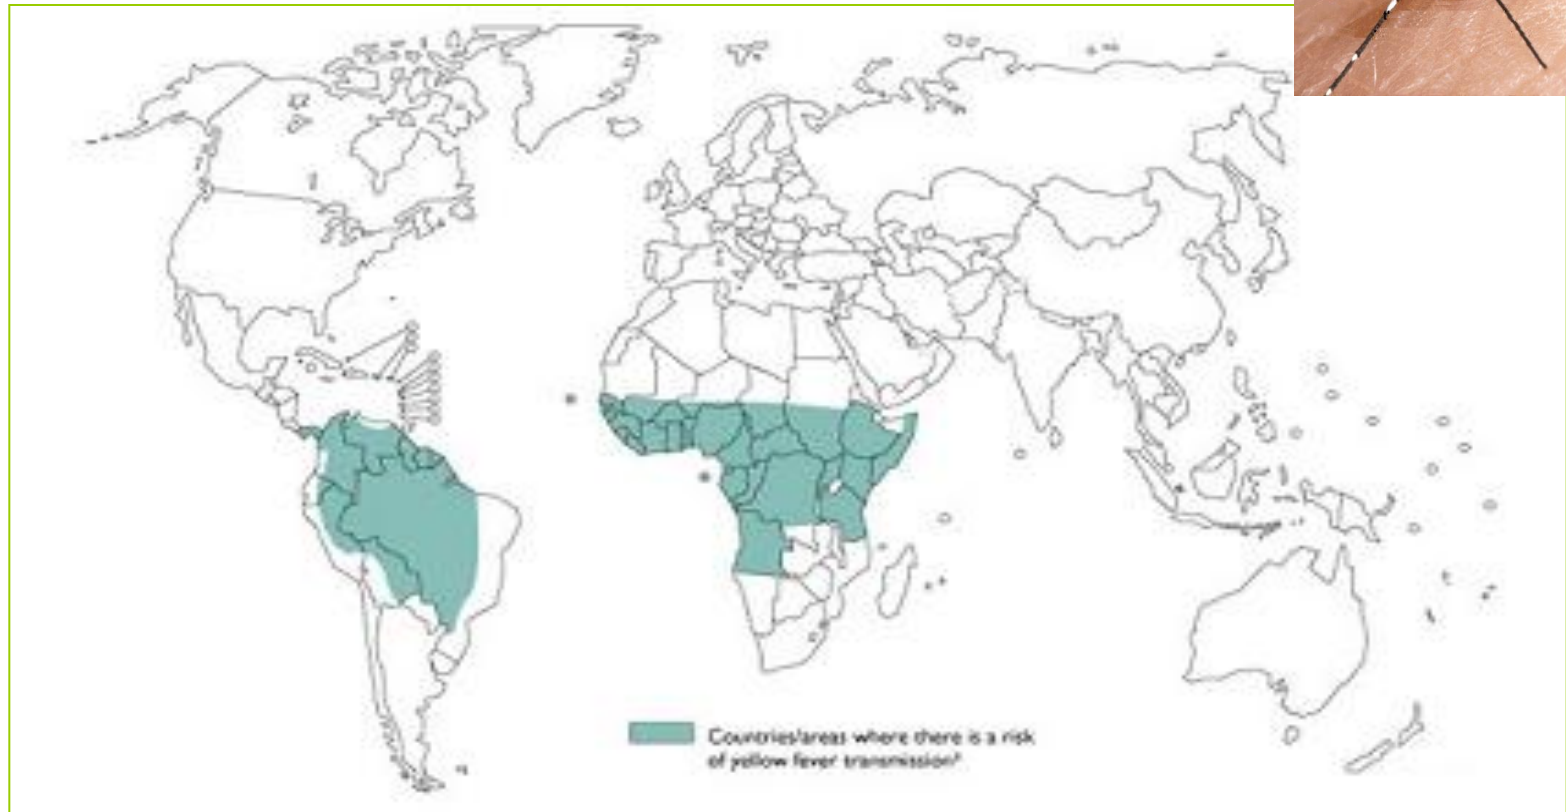 Countries/areas where there is a risk
of yellow fever transmission*